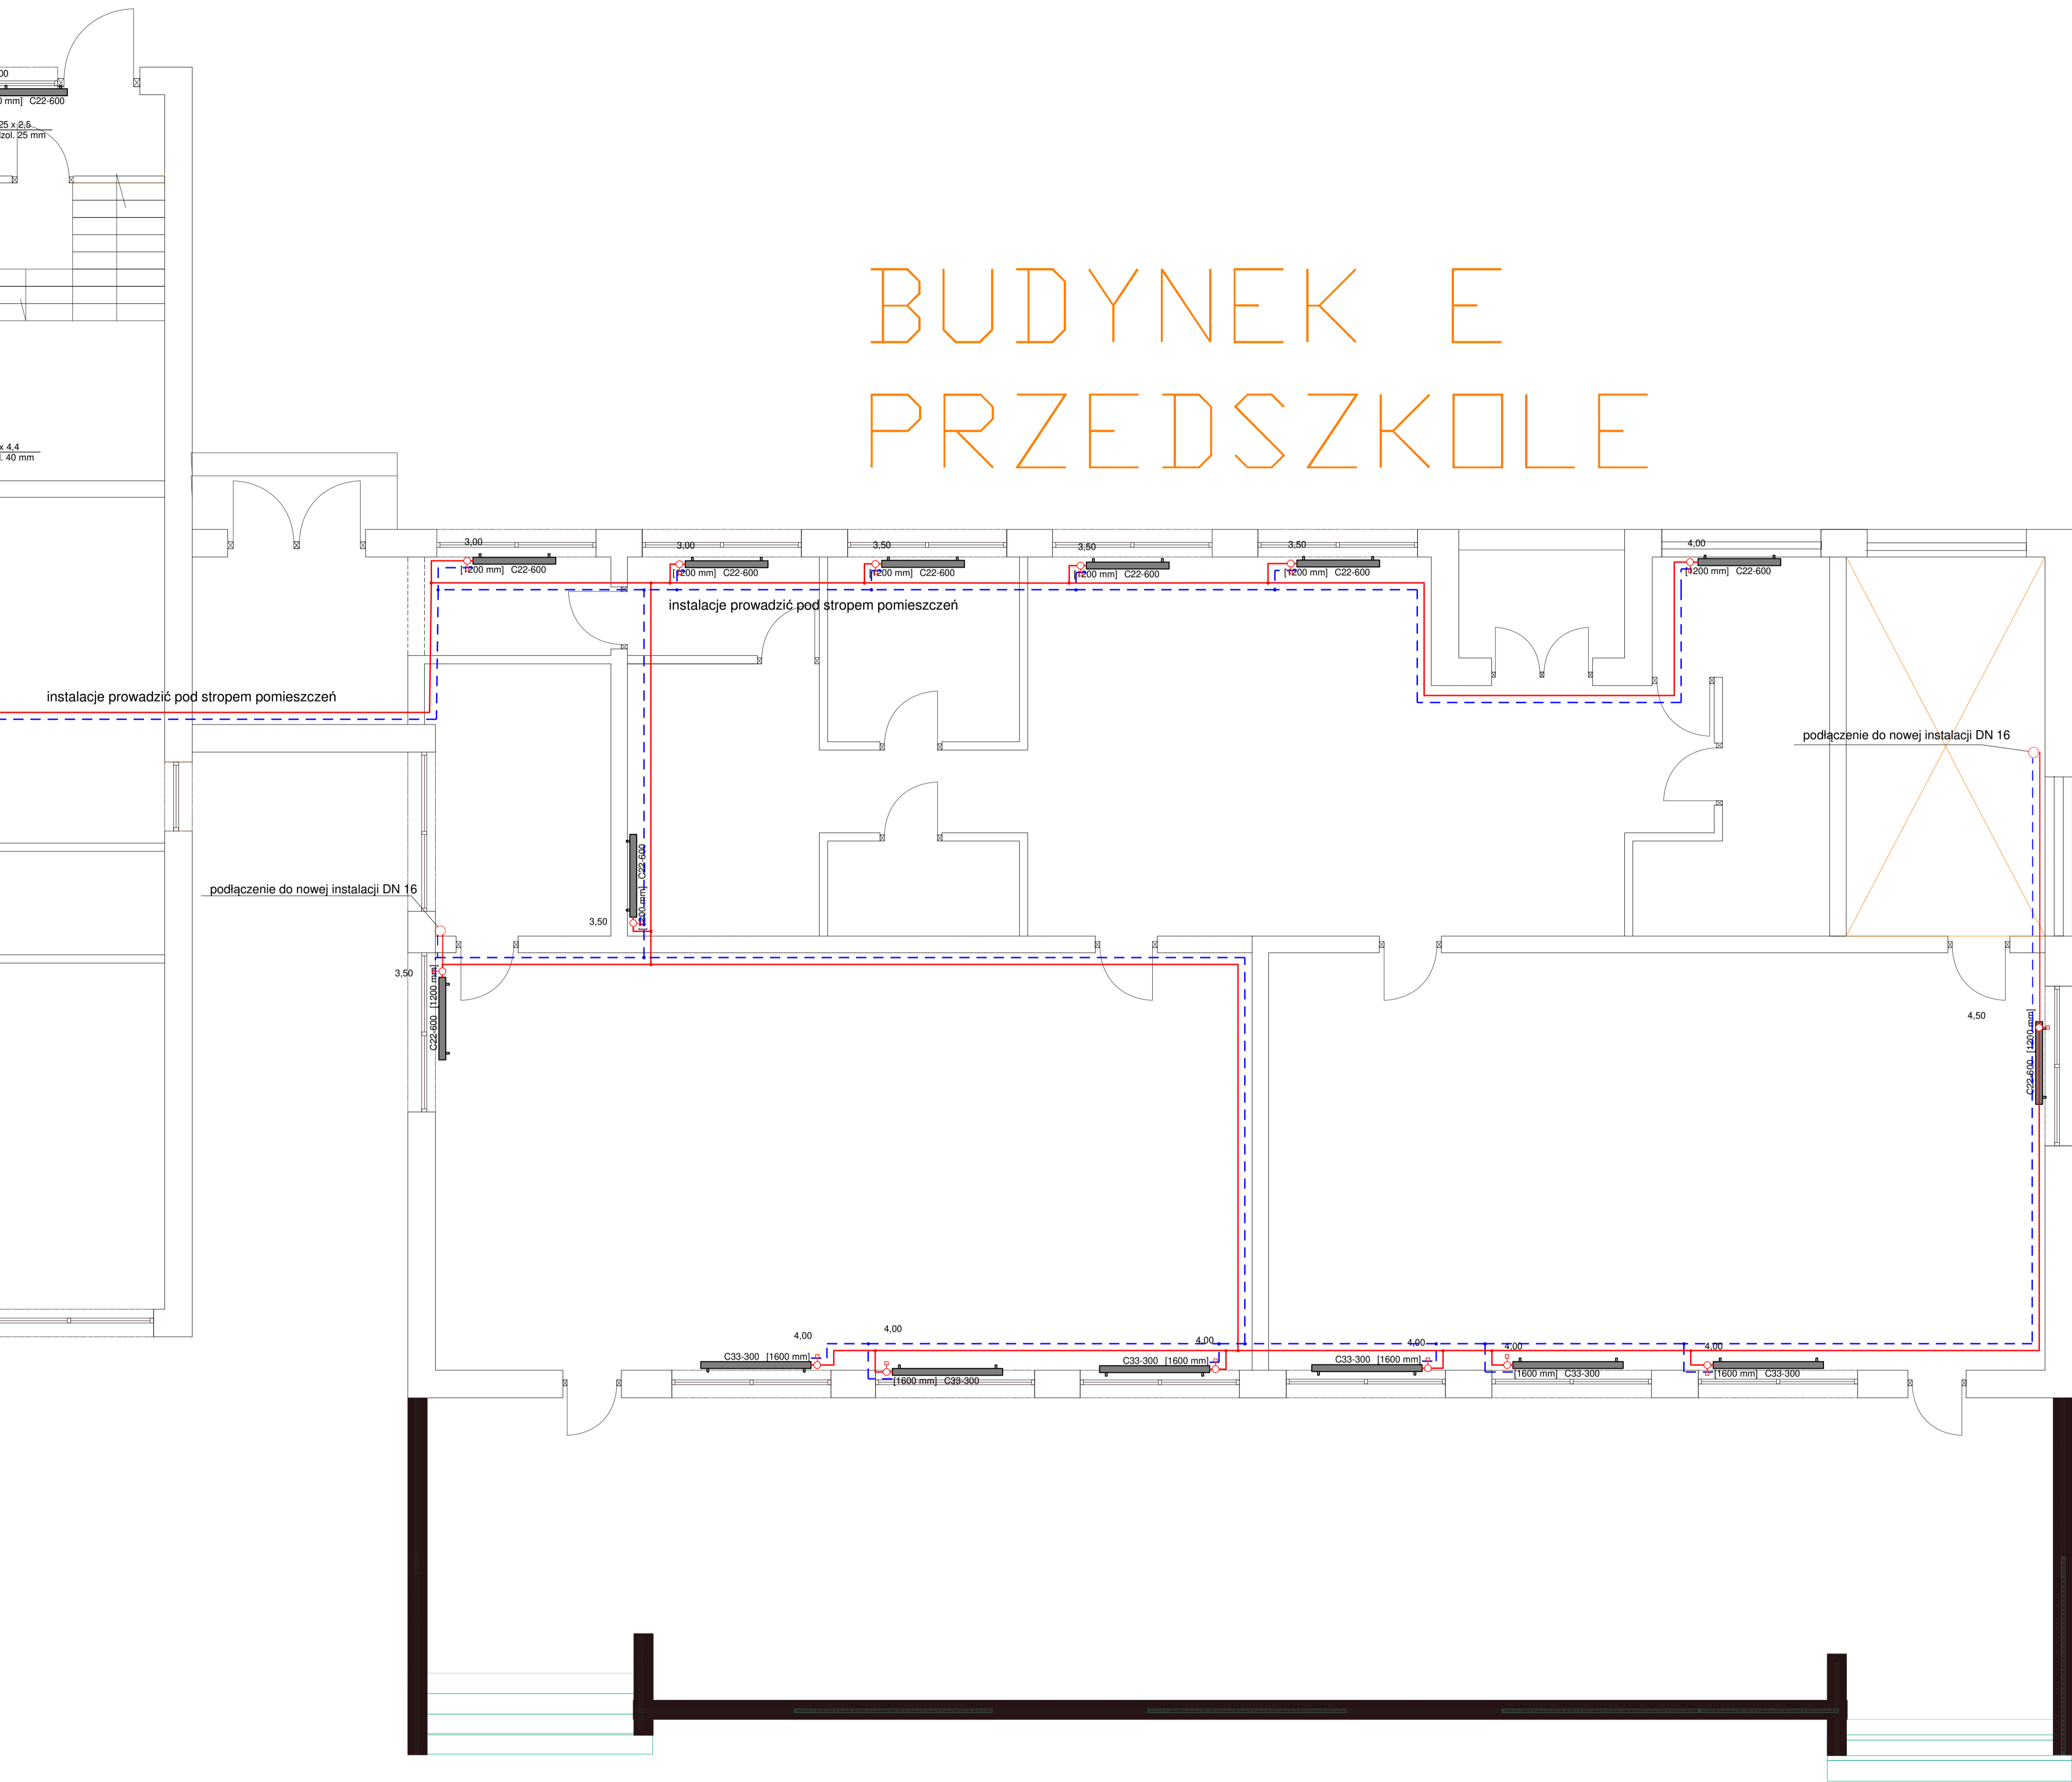 00
0 mm]   C22-600
25 x 2,5
izol. 25 mm
BUDYNEK E
PRZEDSZKOLE
x 4,4
l. 40 mm
3,00
[1200 mm]   C22-600
3,00
[1200 mm]   C22-600
3,50
[1200 mm]   C22-600
3,50
[1200 mm]   C22-600
3,50
[1200 mm]   C22-600
4,00
[1200 mm]   C22-600
instalacje prowadzić pod stropem pomieszczeń
instalacje prowadzić pod stropem pomieszczeń
podłączenie do nowej instalacji DN 16
podłączenie do nowej instalacji DN 16
3,50
[1200 mm]   C22-600
3,50
C22-600   [1200 mm]
4,50
C22-600   [1200 mm]
4,00
C33-300   [1600 mm]
4,00
[1600 mm]   C33-300
4,00
C33-300   [1600 mm]
4,00
C33-300   [1600 mm]
4,00
[1600 mm]   C33-300
4,00
[1600 mm]   C33-300